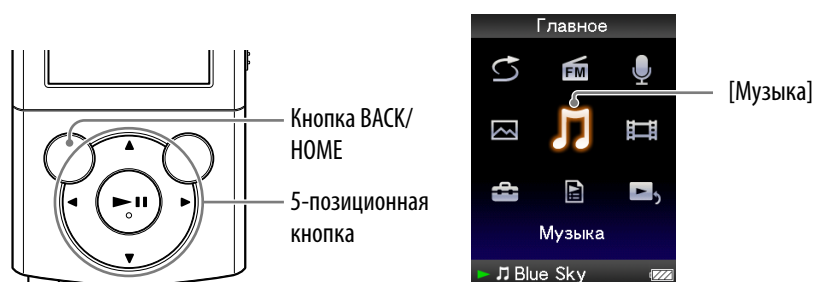 Кнопка BACK/
HOME
5-позиционная
кнопка
Главное
FM
[Музыка]
Музыка
Blue Sky